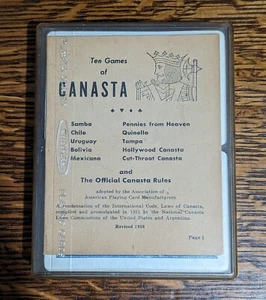 Ten Games
of
CANASTA
Samba Pennies from Heaven
Chile Quinella
Uruguay Tampa
Bolivia Hollywood Canasta
Mexicana Cut-Throat Canasta
and
The Official Canasta Rules
adopted by the Association of
American Playing Card Manufacturers
A condensation of the International Code, Laws of Canasta,
compiled and promulgated in 1951 by the National Canasta
Laws Commissions of the United States and Argentina.
Revised
Page 1